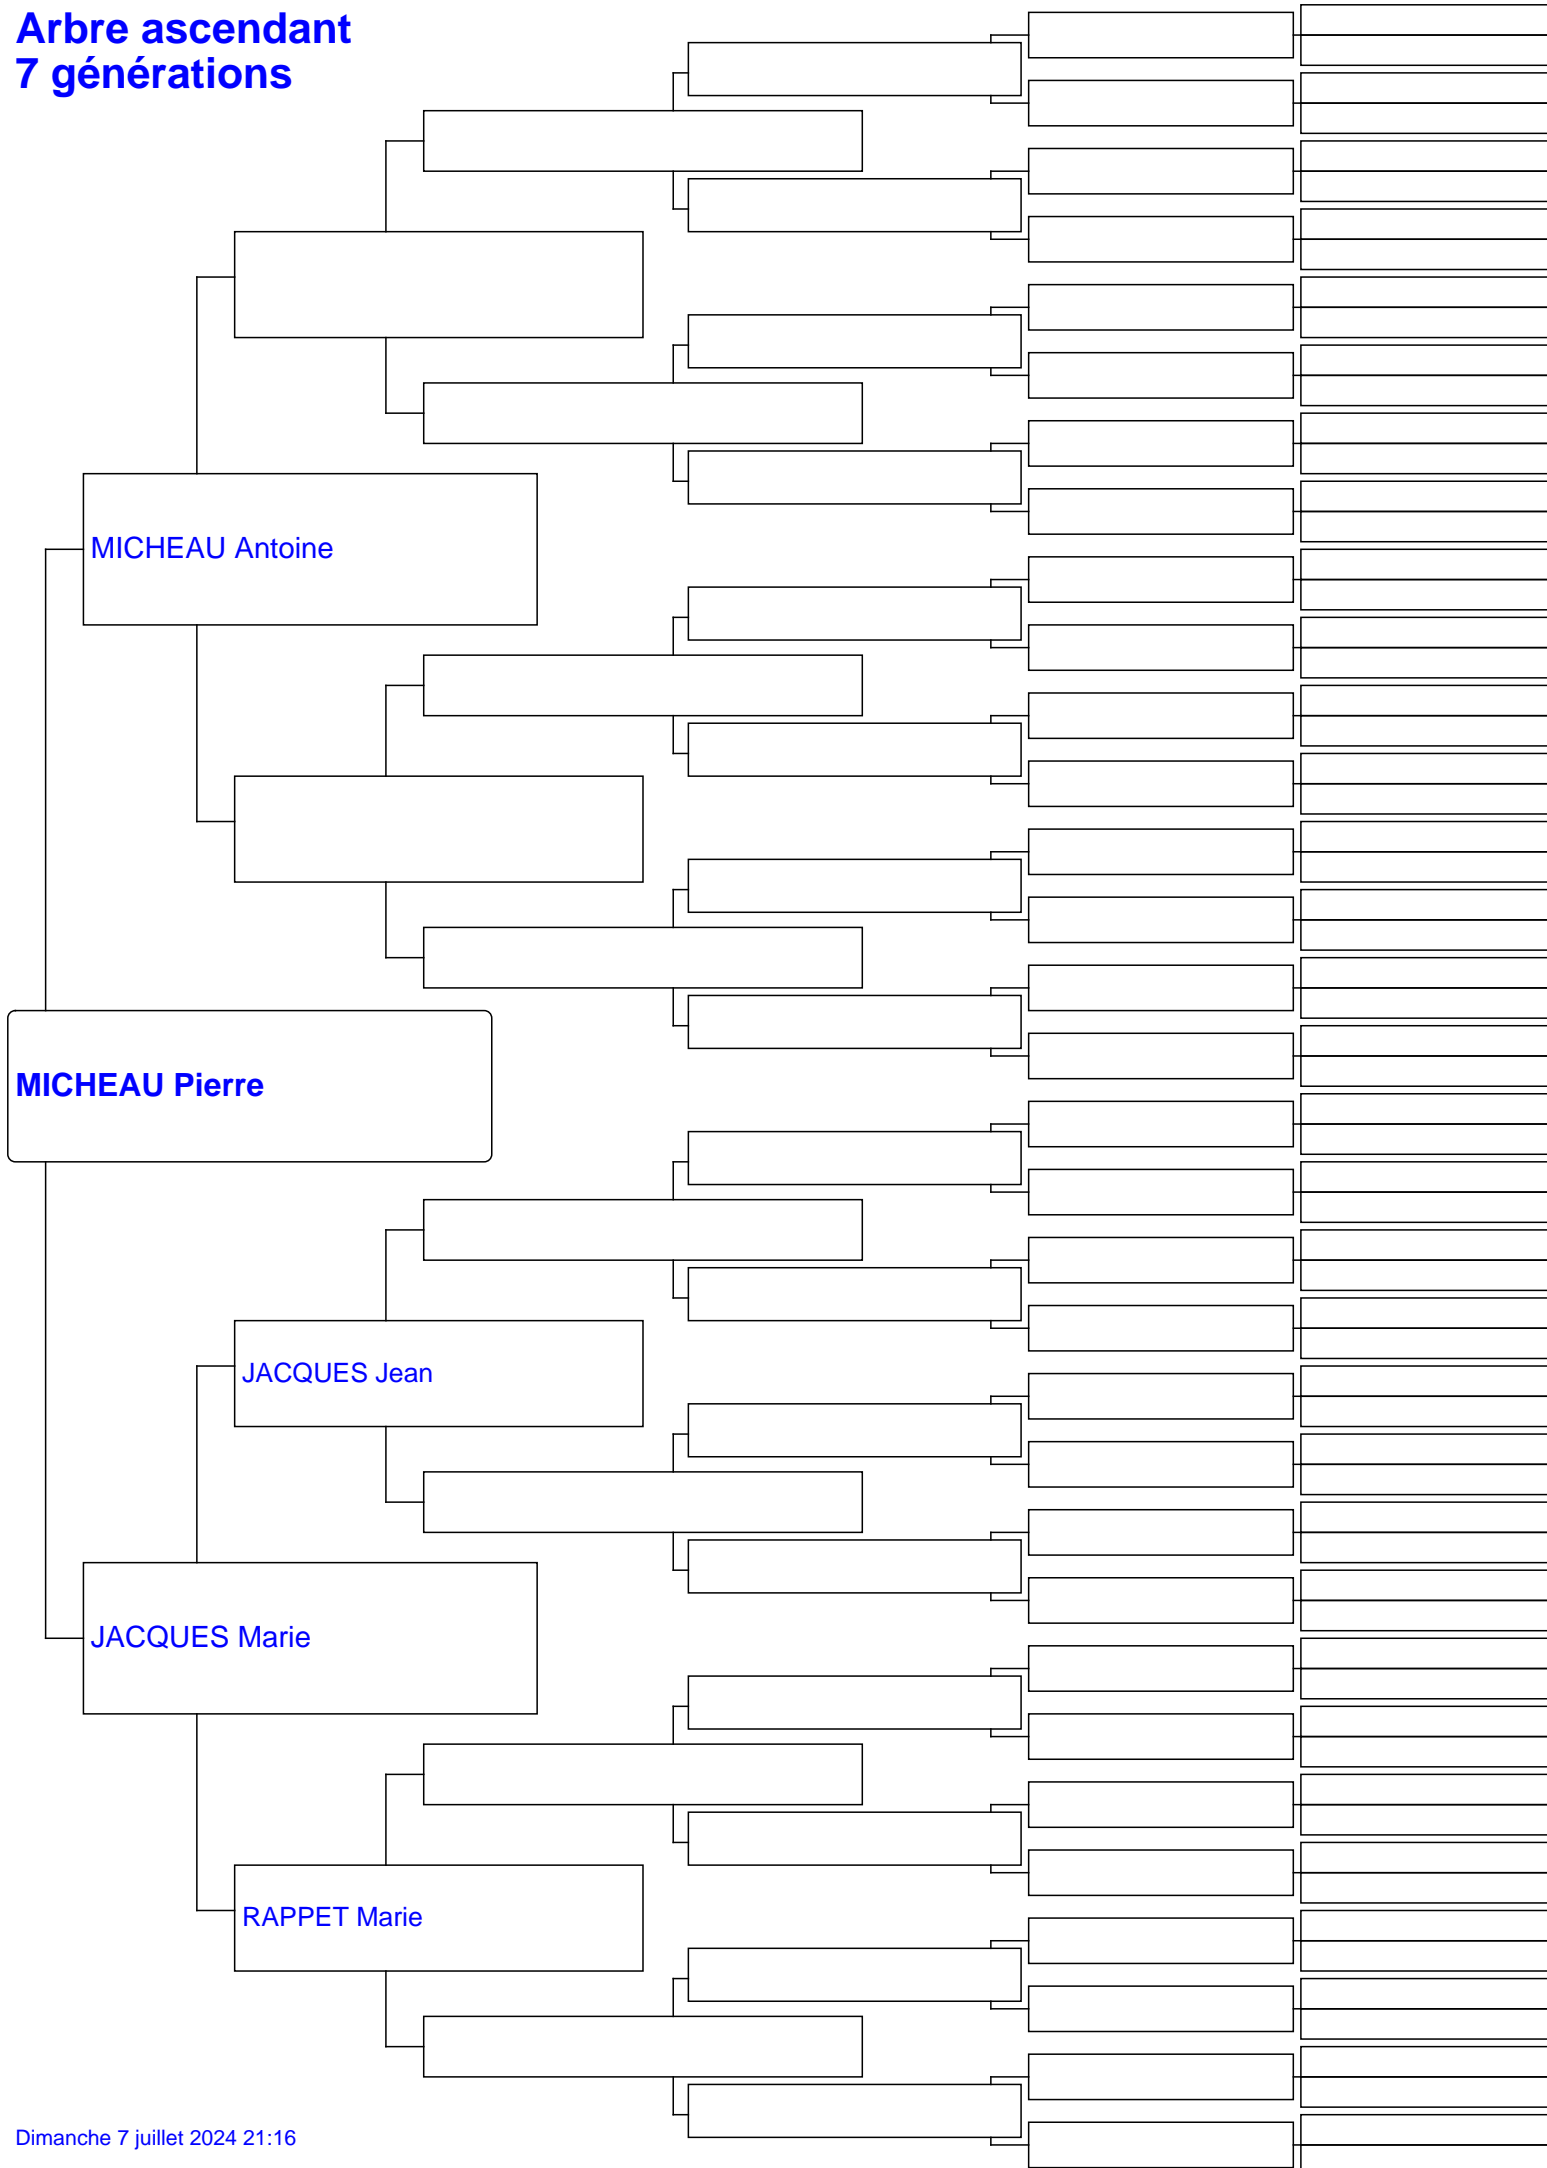 Arbre ascendant
7 générations
MICHEAU Antoine
MICHEAU Pierre
JACQUES Jean
JACQUES Marie
RAPPET Marie
Dimanche 7 juillet 2024 21:16